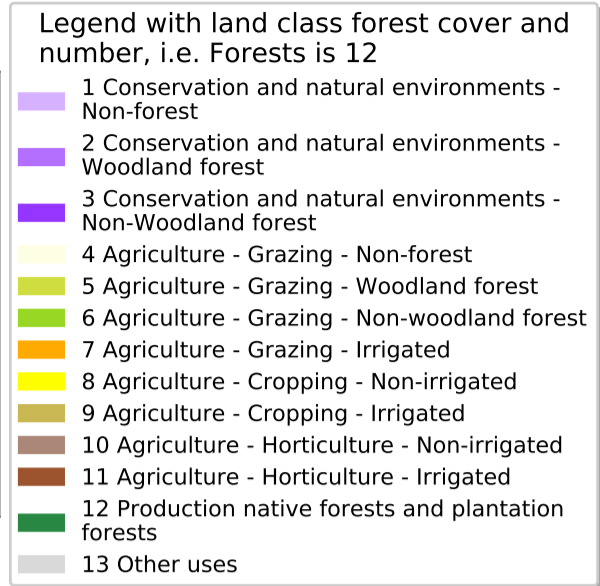 Legend with land class forest cover and
number, i.e. Forests is 12
1 Conservation and natural environments -
Non-forest
2 Conservation and natural environments -
Woodland forest
3 Conservation and natural environments -
Non-Woodland forest
4 Agriculture - Grazing - Non-forest
5 Agriculture - Grazing - Woodland forest
6 Agriculture - Grazing - Non-woodland forest
7 Agriculture - Grazing - Irrigated
8 Agriculture - Cropping - Non-irrigated
9 Agriculture - Cropping - Irrigated
10 Agriculture - Horticulture - Non-irrigated
11 Agriculture - Horticulture - Irrigated
12 Production native forests and plantation
forests
13 Other uses